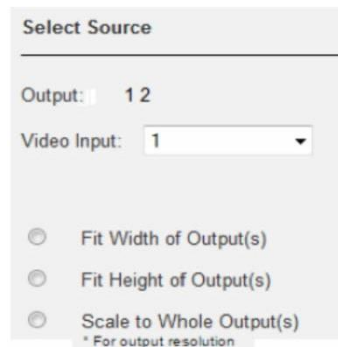 Select Source
Output: 1 2
Video Input: 1
Fit Width of Output(s)
Fit Height of Output(s)
Scale to Whole Output(s)
* For output resolution